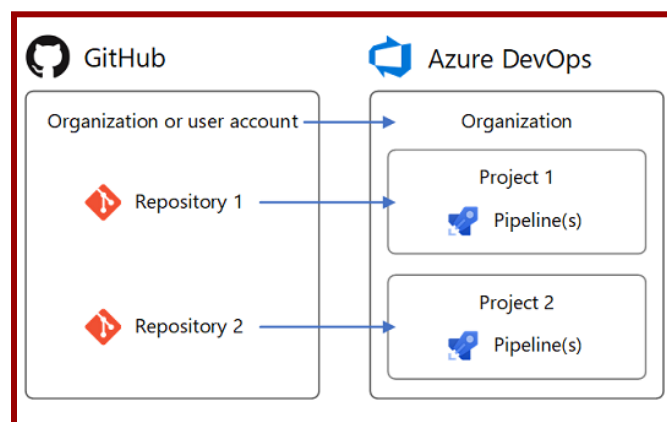 GitHub
Azure DevOps
Organization or user account
Organization
Project 1
Repository 1
Pipeline(s)
Project 2
Repository 2
Pipeline(s)